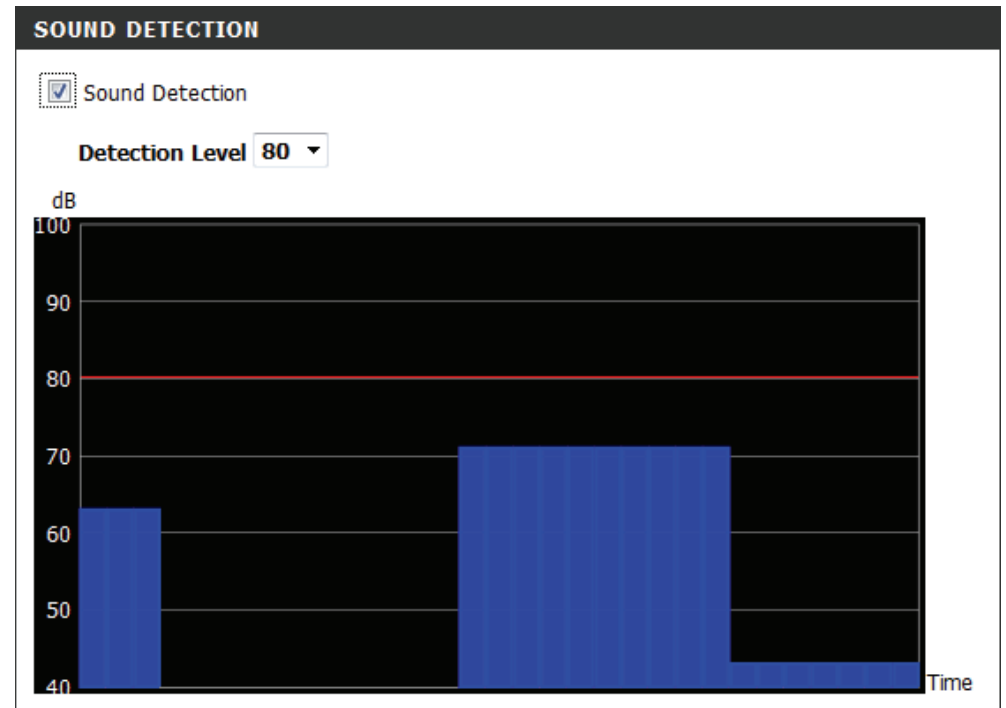 SOUND DETECTION
Sound Detection
Detection Level 80
dB
100
90
80
70
60
50
40
Time